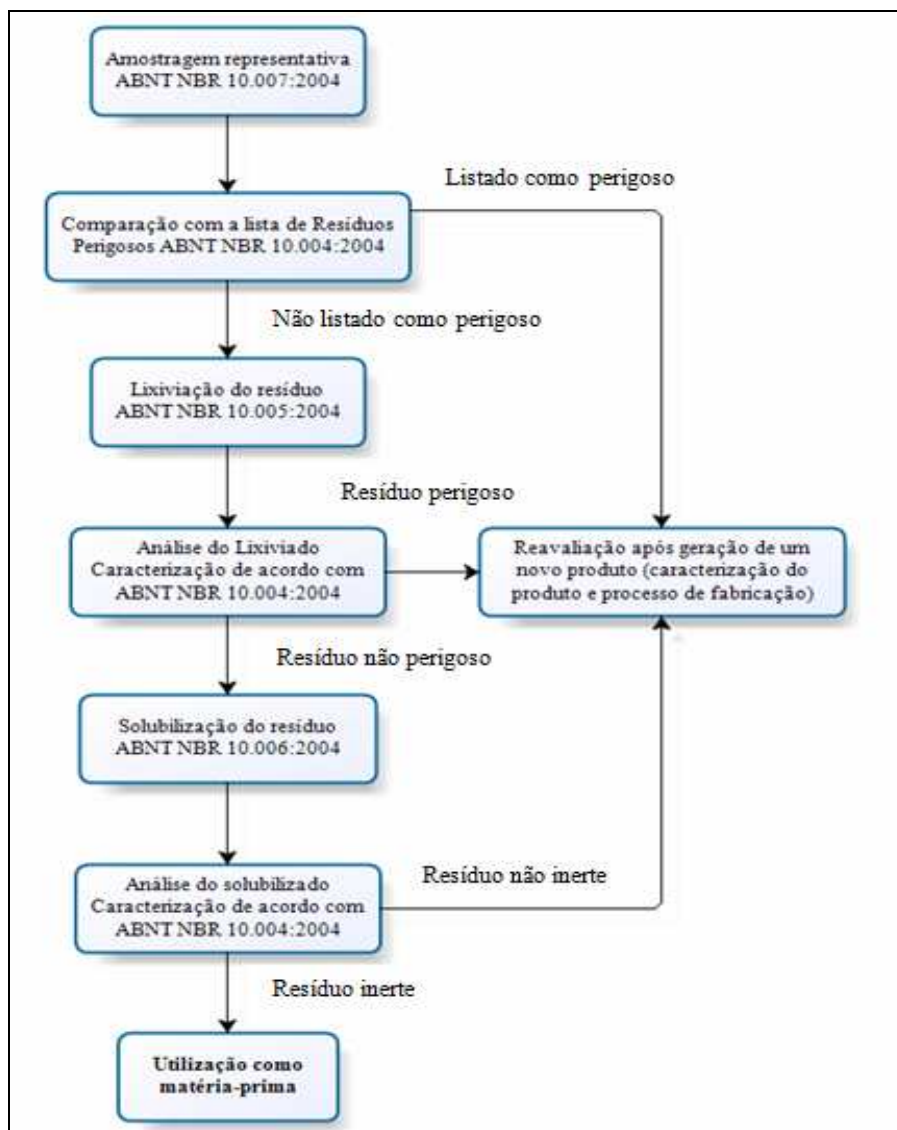 Amostragem representativa
ABNT NBR 10.007:2004
Listado como perigoso
Comparação com a lista de Resíduos
Perigosos ABNT NBR 10.004:2004
Não listado como perigoso
Lixiviação do resíduo
ABNT NBR 10.005:2004
Resíduo perigoso
Análise do Lixiviado
Caracterização de acordo com
ABNT NBR 10.004:2004
Reavaliação após geração de um
novo produto (caracterização do
produto e processo de fabricação)
Resíduo não perigoso
Solubilização do resíduo
ABNT NBR 10.006:2004
Análise do solubilizado
Caracterização de acordo com
ABNT NBR 10.004:2004
Resíduo não inerte
Resíduo inerte
Utilização como
matéria-prima